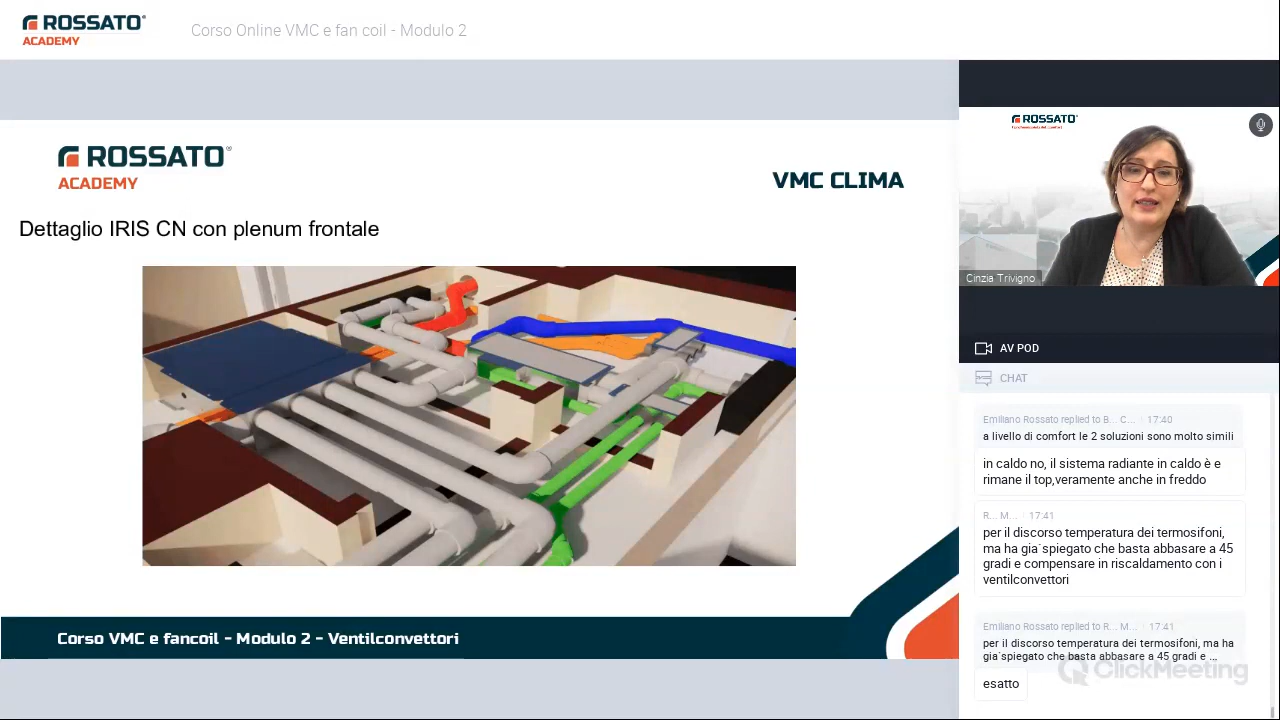 ROSSATO®
ACADEMY
Corso Online VMC e fan coil - Modulo 2
ROSSATO®
ACADEMY
VMC CLIMA
Dettaglio IRIS CN con plenum frontale
Corso VMC e fancoil - Modulo 2 - Ventilconvettori
ROSSATO®
Cinzia Trivigno
AV POD
CHAT
Emiliano Rossato replied to B... C... 17:40
a livello di comfort le 2 soluzioni sono molto simili
in caldo no, il sistema radiante in caldo è e
rimane il top,veramente anche in freddo
R... M... 17:41
per il discorso temperatura dei termosifoni,
ma ha gia´spiegato che basta abbasare a 45
gradi e compensare in riscaldamento con i
ventilconvettori
Emiliano Rossato replied to R... M... 17:41
per il discorso temperatura dei termosifoni, ma ha
gia´spiegato che basta abbasare a 45 gradi e ...
esatto
ClickMeeting